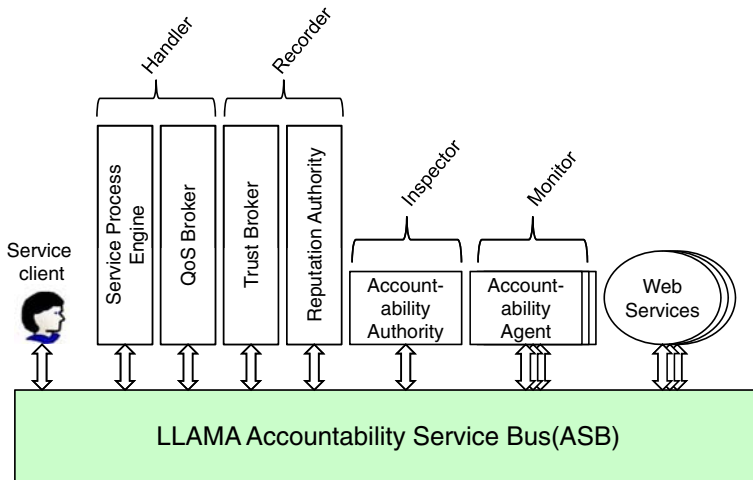 Handler
Recorder
Inspector
Monitor
Service
client
Service Process
Engine
QoS Broker
Trust Broker
Reputation Authority
Account-
ability
Authority
Account-
ability
Agent
Web
Services
LLAMA Accountability Service Bus(ASB)